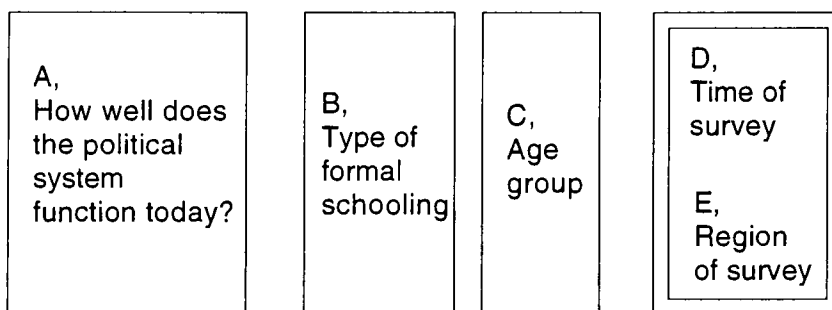 A,
How well does
the political
system
function today?
B,
Type of
formal
schooling
C,
Age
group
D,
Time of
survey
E,
Region
of survey